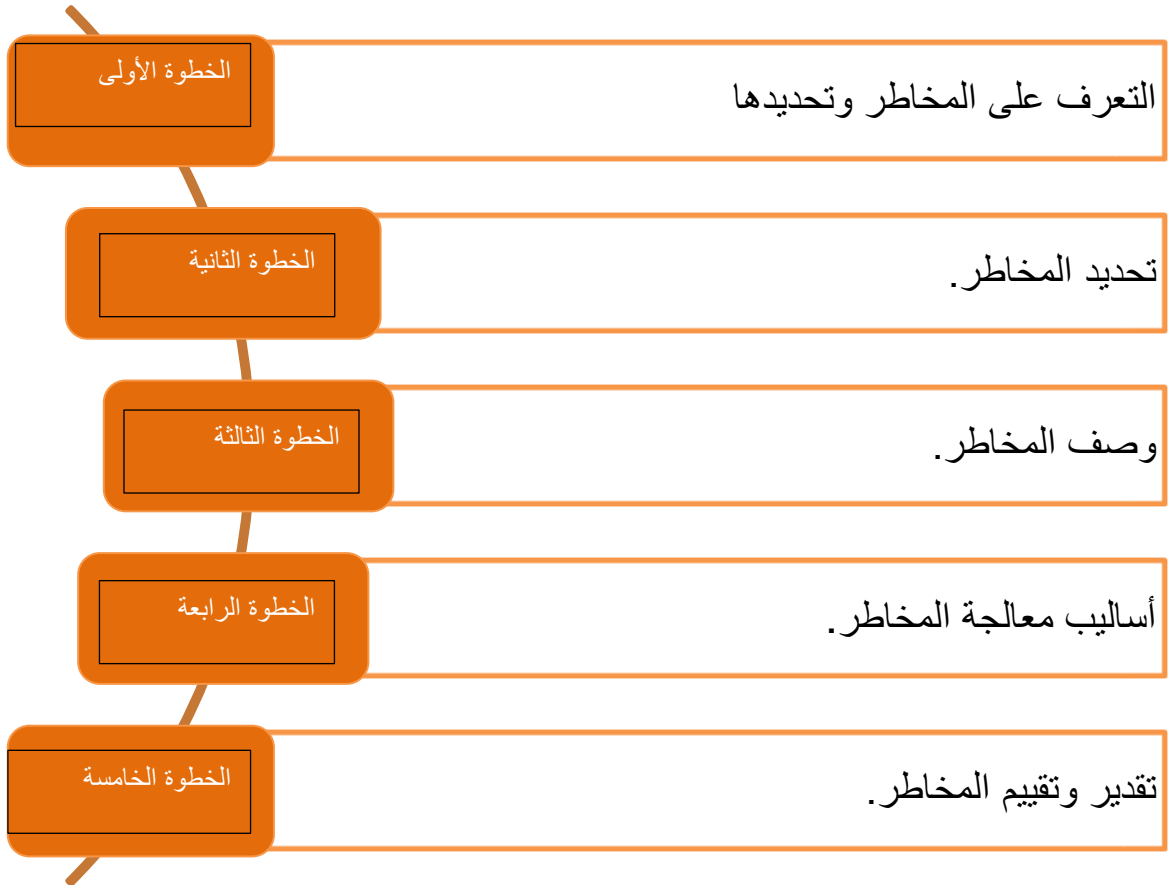 الخطوة الأولى
التعرف على المخاطر وتحديدها
الخطوة الثانية
تحديد المخاطر.
الخطوة الثالثة
وصف المخاطر.
الخطوة الرابعة
أساليب معالجة المخاطر.
الخطوة الخامسة
تقدير وتقييم المخاطر.